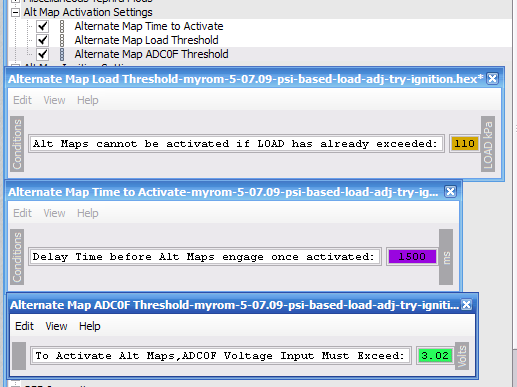 Alt Map Activation Settings
Alternate Map Time to Activate
Alternate Map Load Threshold
Alternate Map ADC0F Threshold
Alternate Map Load Threshold-myrom-5-07.09-psi-based-load-adj-try-ignition.hex*
Edit View Help
Conditions
Alt Maps cannot be activated if LOAD has already exceeded:
110
LOAD kPa
Alternate Map Time to Activate-myrom-5-07.09-psi-based-load-adj-try-ig...
Edit View Help
Conditions
Delay Time before Alt Maps engage once activated:
1500
ms
Alternate Map ADC0F Threshold-myrom-5-07.09-psi-based-load-adj-try-igniti...
Edit View Help
To Activate Alt Maps,ADC0F Voltage Input Must Exceed:
3.02
Volts